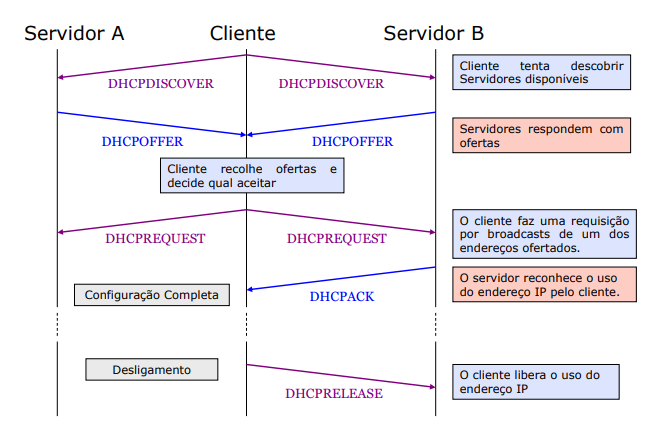 Servidor A
Cliente
Servidor B
Cliente tenta descobrir
Servidores disponíveis
DHCPDISCOVER
DHCPDISCOVER
Servidores respondem com
ofertas
DHCPOFFER
DHCPOFFER
Cliente recolhe ofertas e
decide qual aceitar
O cliente faz uma requisição
por broadcasts de um dos
endereços ofertados.
DHCPREQUEST
DHCPREQUEST
O servidor reconhece o uso
do endereço IP pelo cliente.
Configuração Completa
DHCPACK
Desligamento
O cliente libera o uso do
endereço IP
DHCPRELEASE